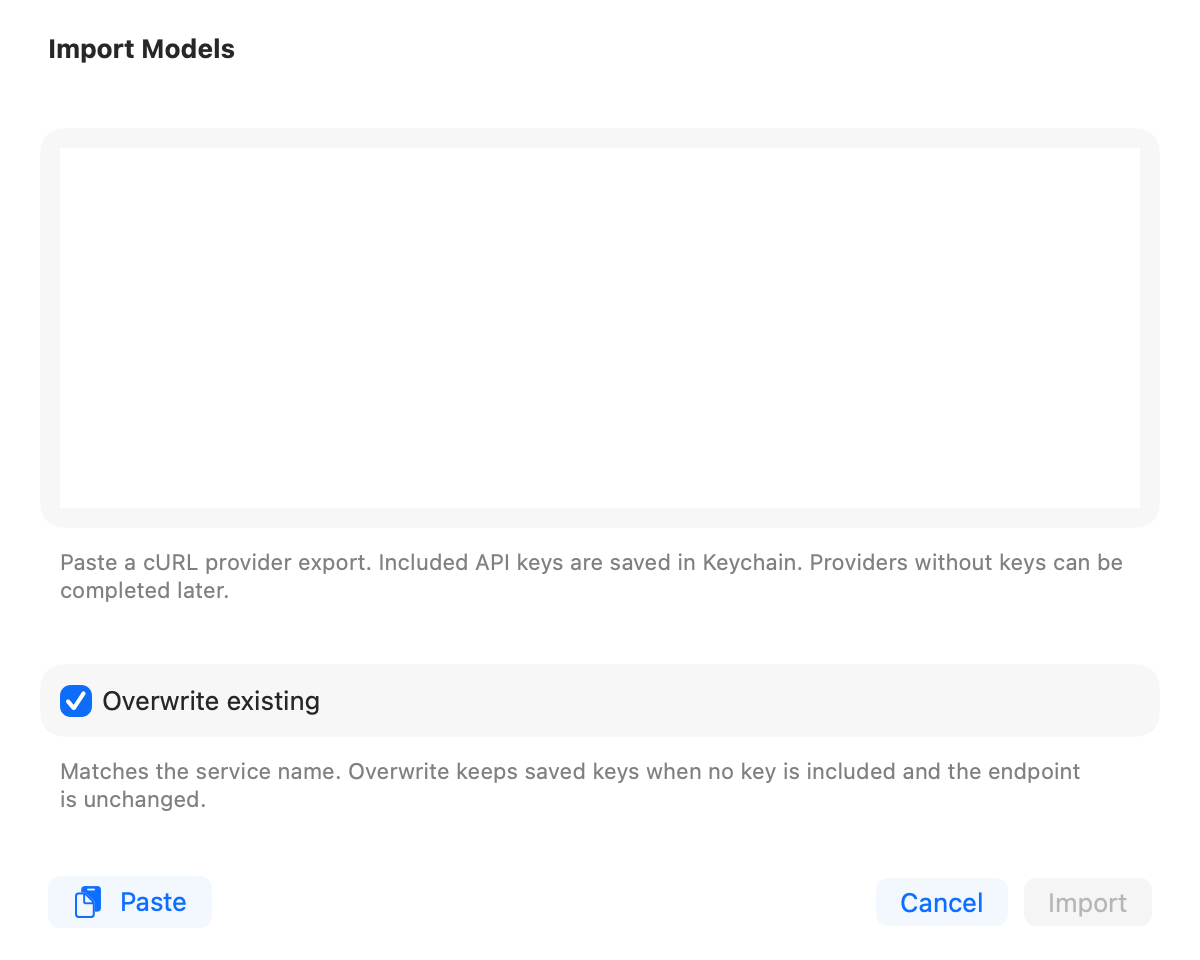 Import Models
Paste a cURL provider export. Included API keys are saved in Keychain. Providers without keys can be
completed later.
Overwrite existing
Matches the service name. Overwrite keeps saved keys when no key is included and the endpoint
is unchanged.
Paste
Cancel
Import